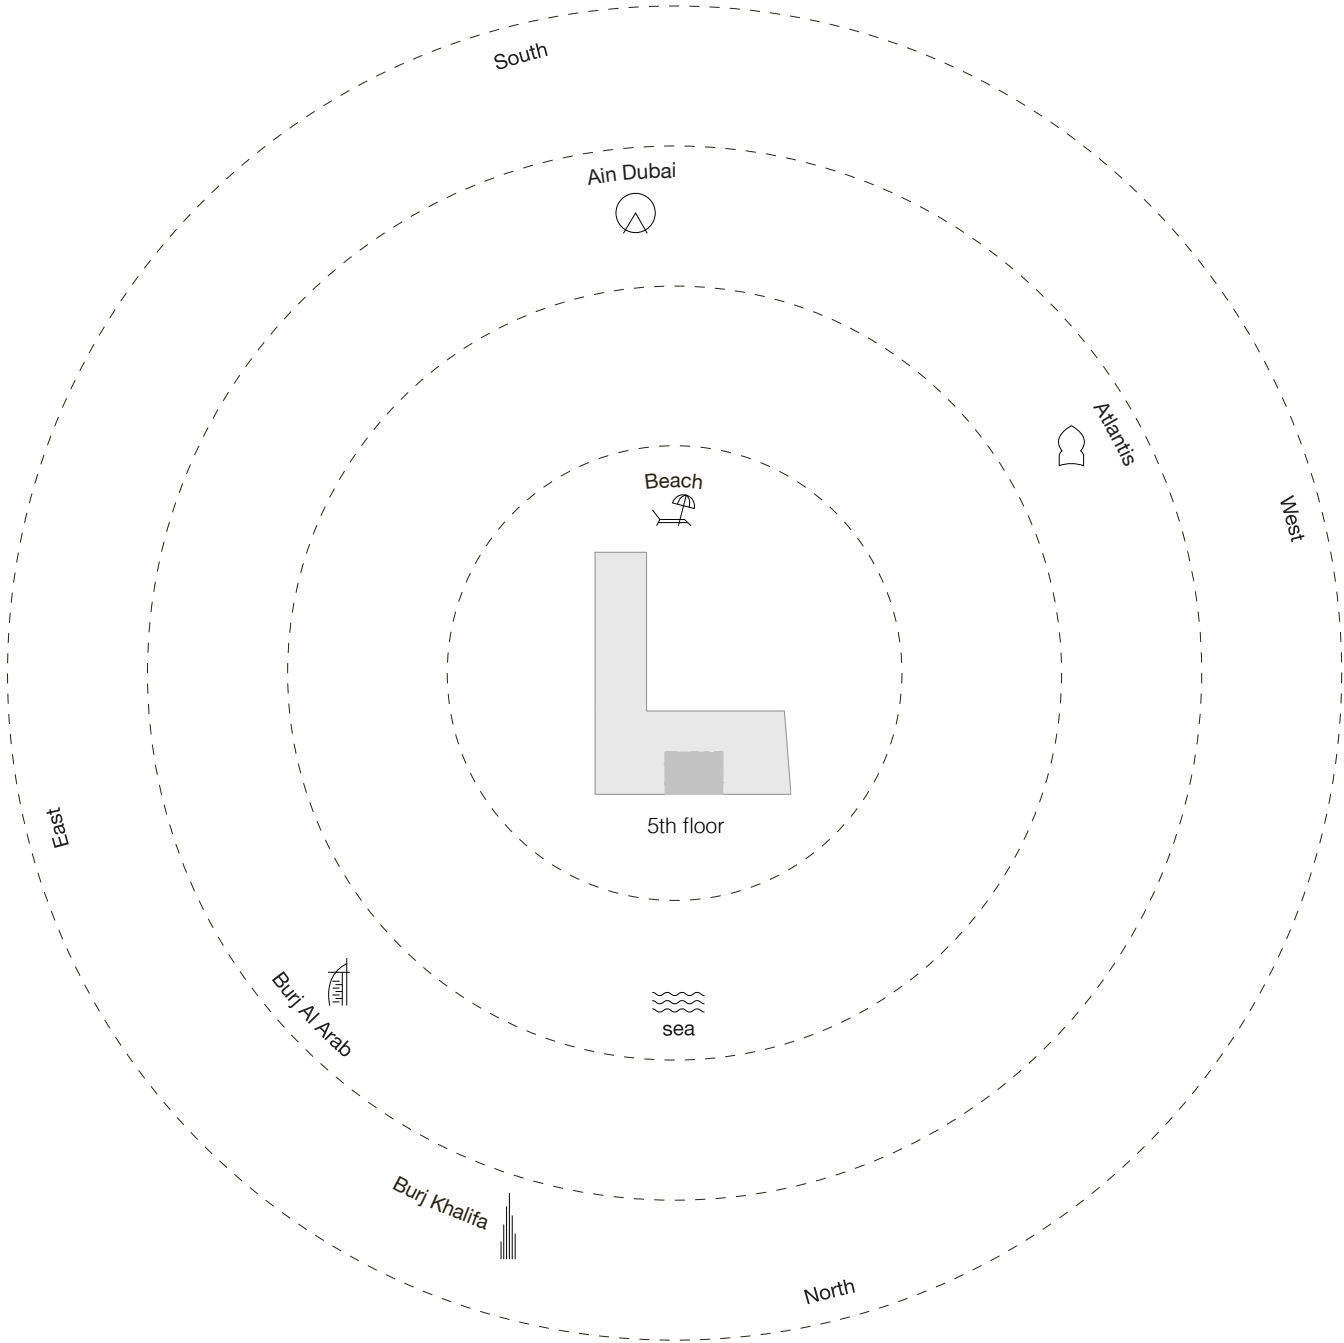 South
Ain Dubai
Atlantis
Beach
West
5th floor
East
Burj Al Arab
sea
Burj Khalifa
North